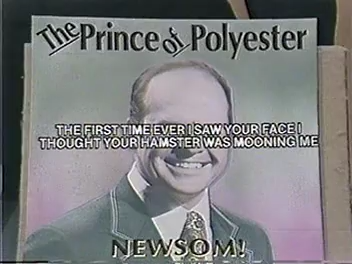 The Prince of Polyester
THE FIRST TIME EVER I SAW YOUR FACE I
THOUGHT YOUR HAMSTER WAS MOONING ME
NEWSOM!